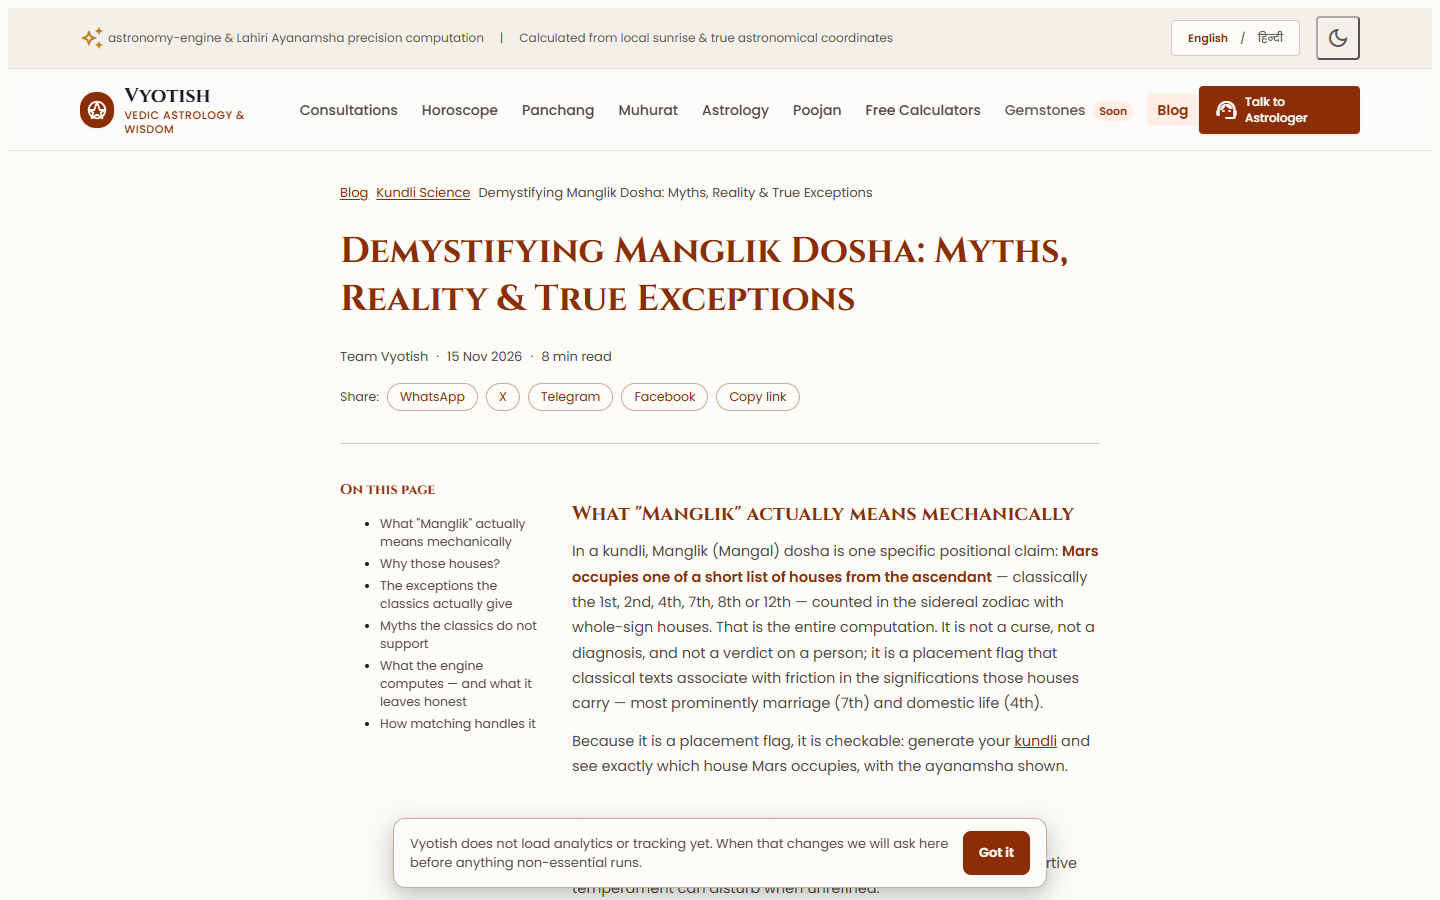 astronomy-engine & Lahiri Ayanamsha precision computation | Calculated from local sunrise & true astronomical coordinates
English / हिन्दी
VYOTISH
VEDIC ASTROLOGY &
WISDOM
Consultations Horoscope Panchang Muhurat Astrology Poojan Free Calculators Gemstones Soon Blog
Talk to
Astrologer
Blog Kundli Science Demystifying Manglik Dosha: Myths, Reality & True Exceptions
Demystifying Manglik Dosha: Myths,
Reality & True Exceptions
Team Vyotish · 15 Nov 2026 · 8 min read
Share: WhatsApp X Telegram Facebook Copy link
On this page
What "Manglik" actually
means mechanically
Why those houses?
The exceptions the
classics actually give
Myths the classics do not
support
What the engine
computes — and what it
leaves honest
How matching handles it
What "Manglik" actually means mechanically
In a kundli, Manglik (Mangal) dosha is one specific positional claim: Mars
occupies one of a short list of houses from the ascendant — classically
the 1st, 2nd, 4th, 7th, 8th or 12th — counted in the sidereal zodiac with
whole-sign houses. That is the entire computation. It is not a curse, not a
diagnosis, and not a verdict on a person; it is a placement flag that
classical texts associate with friction in the significations those houses
carry — most prominently marriage (7th) and domestic life (4th).
Because it is a placement flag, it is checkable: generate your kundli and
see exactly which house Mars occupies, with the ayanamsha shown.
Vyotish does not load analytics or tracking yet. When that changes we will ask here
before anything non-essential runs.
Got it
rtive
temperament can disturb when unrefined.